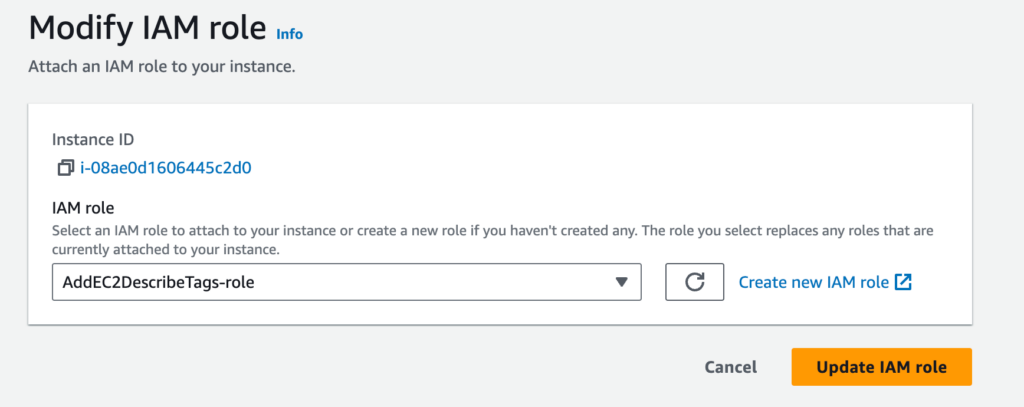 Modify IAM role Info
Attach an IAM role to your instance.
Instance ID
i-08ae0d1606445c2d0
IAM role
Select an IAM role to attach to your instance or create a new role if you haven't created any. The role you select replaces any roles that are
currently attached to your instance.
AddEC2DescribeTags-role
Create new IAM role
Cancel
Update IAM role